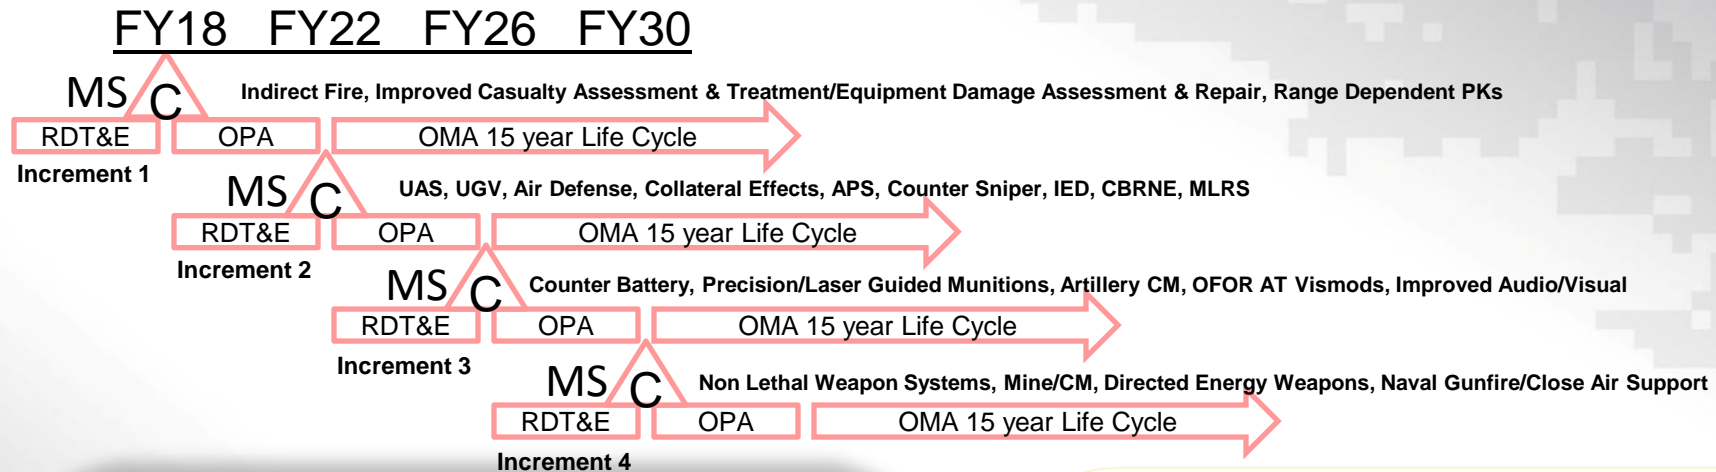 FY18 FY22 FY26 FY30
MS C Indirect Fire, Improved Casualty Assessment & Treatment/Equipment Damage Assessment & Repair, Range Dependent PKs
RDT&E OPA OMA 15 year Life Cycle
Increment 1
MS C UAS, UGV, Air Defense, Collateral Effects, APS, Counter Sniper, IED, CBRNE, MLRS
RDT&E OPA OMA 15 year Life Cycle
Increment 2
MS C Counter Battery, Precision/Laser Guided Munitions, Artillery CM, OFOR AT Vismods, Improved Audio/Visual
RDT&E OPA OMA 15 year Life Cycle
Increment 3
MS C Non Lethal Weapon Systems, Mine/CM, Directed Energy Weapons, Naval Gunfire/Close Air Support
RDT&E OPA OMA 15 year Life Cycle
Increment 4